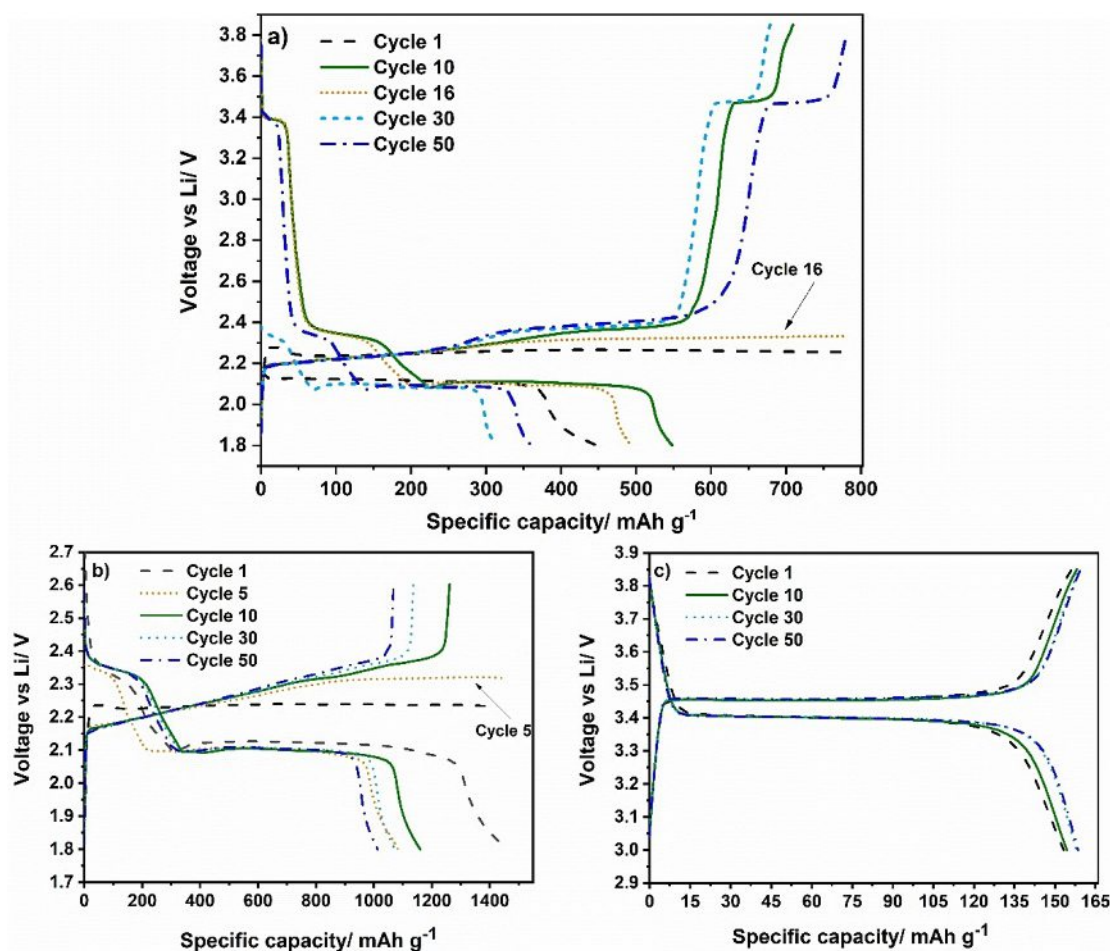 a)
Cycle 1
Cycle 10
Cycle 16
Cycle 30
Cycle 50
Cycle 16
Voltage vs Li/ V
3.8
3.6
3.4
3.2
3.0
2.8
2.6
2.4
2.2
2.0
1.8
0 100 200 300 400 500 600 700 800
Specific capacity/ mAh g⁻¹
b)
Cycle 1
Cycle 5
Cycle 10
Cycle 30
Cycle 50
Cycle 5
Voltage vs Li/ V
2.7
2.6
2.5
2.4
2.3
2.2
2.1
2.0
1.9
1.8
1.7
0 200 400 600 800 1000 1200 1400
Specific capacity/ mAh g⁻¹
c)
Cycle 1
Cycle 10
Cycle 30
Cycle 50
Voltage vs Li/ V
3.9
3.8
3.7
3.6
3.5
3.4
3.3
3.2
3.1
3.0
2.9
0 15 30 45 60 75 90 105 120 135 150 165
Specific capacity/ mAh g⁻¹